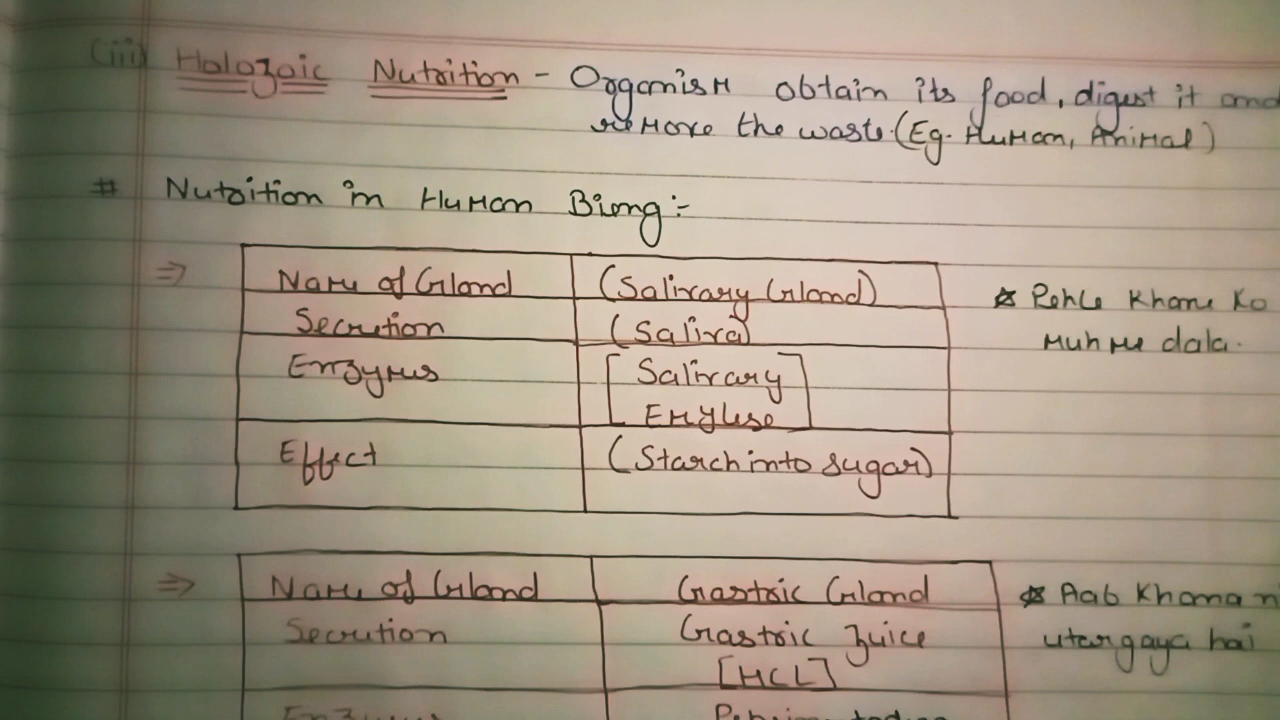 (iii) Holozoic Nutrition - Organism obtain its food, digest it and
remove the waste. (Eg. Human, Animal)
# Nutrition in Human Bieng :-
⇒ Name of Gland (Salivary Gland) ☆ Pehle Khane Ko
Secretion (Saliva) muh me dala.
Enzymes [Salivary
Emylese]
Effect (Starch into sugar)
⇒ Name of Gland Gastric Gland ☆ Aab Khana
Secretion Gastric Juice utar gaya hai
[HCL]